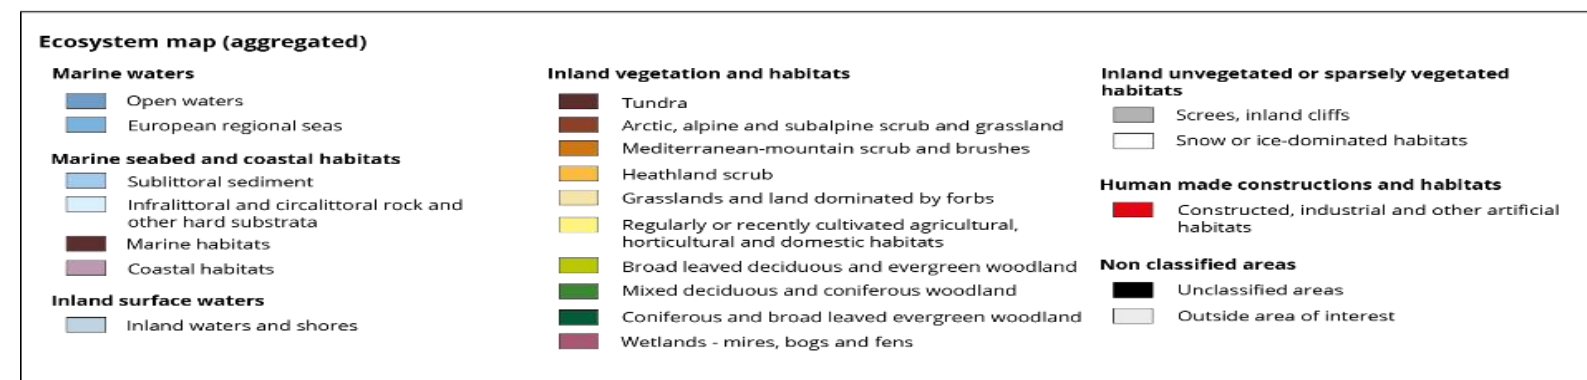 Ecosystem map (aggregated)
Marine waters
Open waters
European regional seas
Marine seabed and coastal habitats
Sublittoral sediment
Infralittoral and circalittoral rock and
other hard substrata
Marine habitats
Coastal habitats
Inland surface waters
Inland waters and shores
Inland vegetation and habitats
Tundra
Arctic, alpine and subalpine scrub and grassland
Mediterranean-mountain scrub and brushes
Heathland scrub
Grasslands and land dominated by forbs
Regularly or recently cultivated agricultural,
horticultural and domestic habitats
Broad leaved deciduous and evergreen woodland
Mixed deciduous and coniferous woodland
Coniferous and broad leaved evergreen woodland
Wetlands - mires, bogs and fens
Inland unvegetated or sparsely vegetated
habitats
Screes, inland cliffs
Snow or ice-dominated habitats
Human made constructions and habitats
Constructed, industrial and other artificial
habitats
Non classified areas
Unclassified areas
Outside area of interest